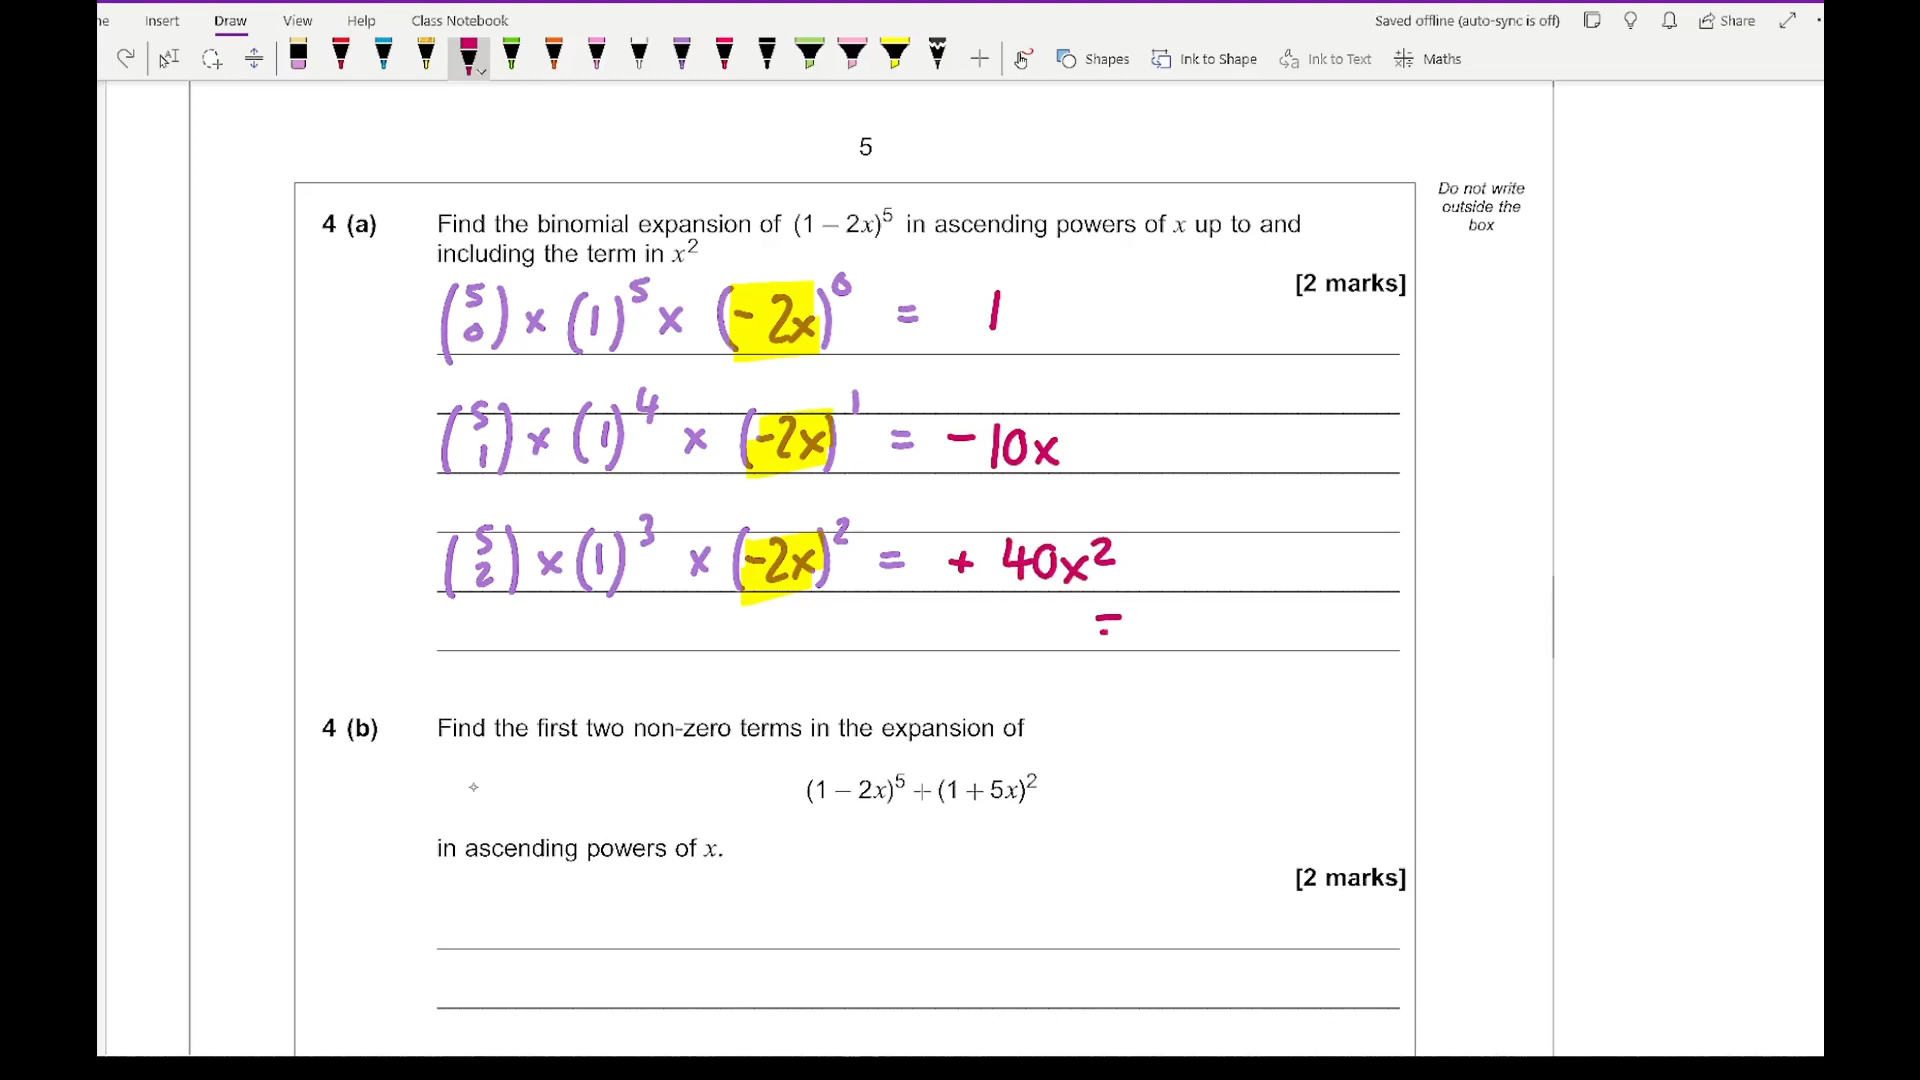 Insert Draw View Help Class Notebook Saved offline (auto-sync is off) Share
Shapes Ink to Shape Ink to Text Maths
5
Do not write
outside the
box
4 (a) Find the binomial expansion of (1 − 2x)⁵ in ascending powers of x up to and
including the term in x²
[2 marks]
(5 0) × (1)⁵ × (-2x)⁰ = 1
(5 1) × (1)⁴ × (-2x)¹ = -10x
(5 2) × (1)³ × (-2x)² = + 40x²
4 (b) Find the first two non-zero terms in the expansion of
(1 − 2x)⁵ + (1 + 5x)²
in ascending powers of x.
[2 marks]